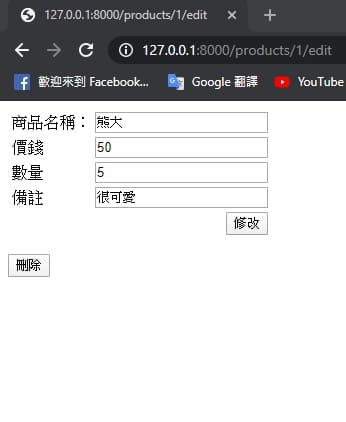 127.0.0.1:8000/products/1/edit
127.0.0.1:8000/products/1/edit
歡迎來到 Facebook... Google 翻譯 YouTube
商品名稱： 熊大
價錢 50
數量 5
備註 很可愛
修改
刪除